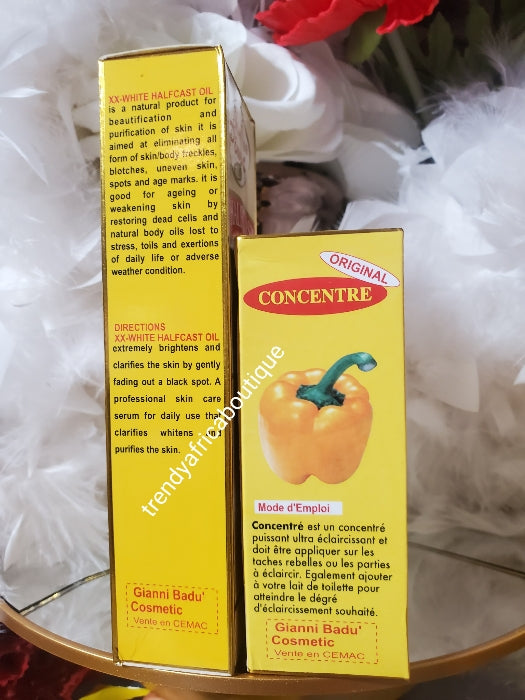 XX-WHITE HALFCAST OIL
is a natural product for
beautification and
purification of skin it is
aimed at eliminating all
form of skin/body freckles,
blotches, uneven skin,
spots and age marks. it is
good for ageing or
weakening skin by
restoring dead cells and
natural body oils lost to
stress, toils and exertions
of daily life or adverse
weather condition.
DIRECTIONS
XX-WHITE HALFCAST OIL
extremely brightens and
clarifies the skin by gently
fading out a black spot. A
professional skin care
serum for daily use that
clarifies whitens and
purifies the skin.
Gianni Badu'
Cosmetic
Vente en CEMAC
ORIGINAL
CONCENTRE
Mode d'Emploi
Concentré est un concentré
puissant ultra éclaircissant et
doit être appliquer sur les
taches rebelles ou les parties
à éclaircir. Egalement ajouter
à votre lait de toilette pour
atteindre le dégré
d'éclaircissement souhaité.
Gianni Badu'
Cosmetic
Vente en CEMAC
trendyafricaboutique